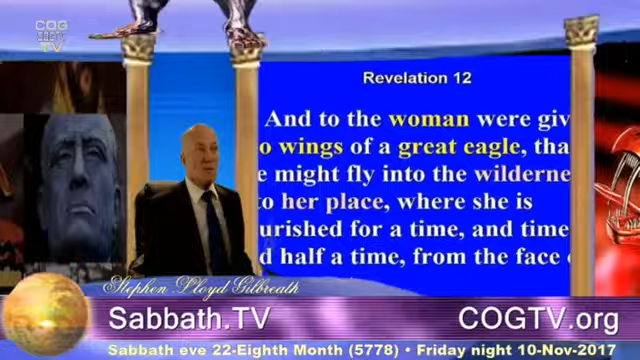 COG
TV
Revelation 12
And to the woman were giv
o wings of a great eagle, tha
e might fly into the wilderne
to her place, where she is
urished for a time, and time
d half a time, from the face
Stephen Lloyd Gilbreath
Sabbath.TV
COGTV.org
Sabbath eve 22-Eighth Month (5778) • Friday night 10-Nov-2017